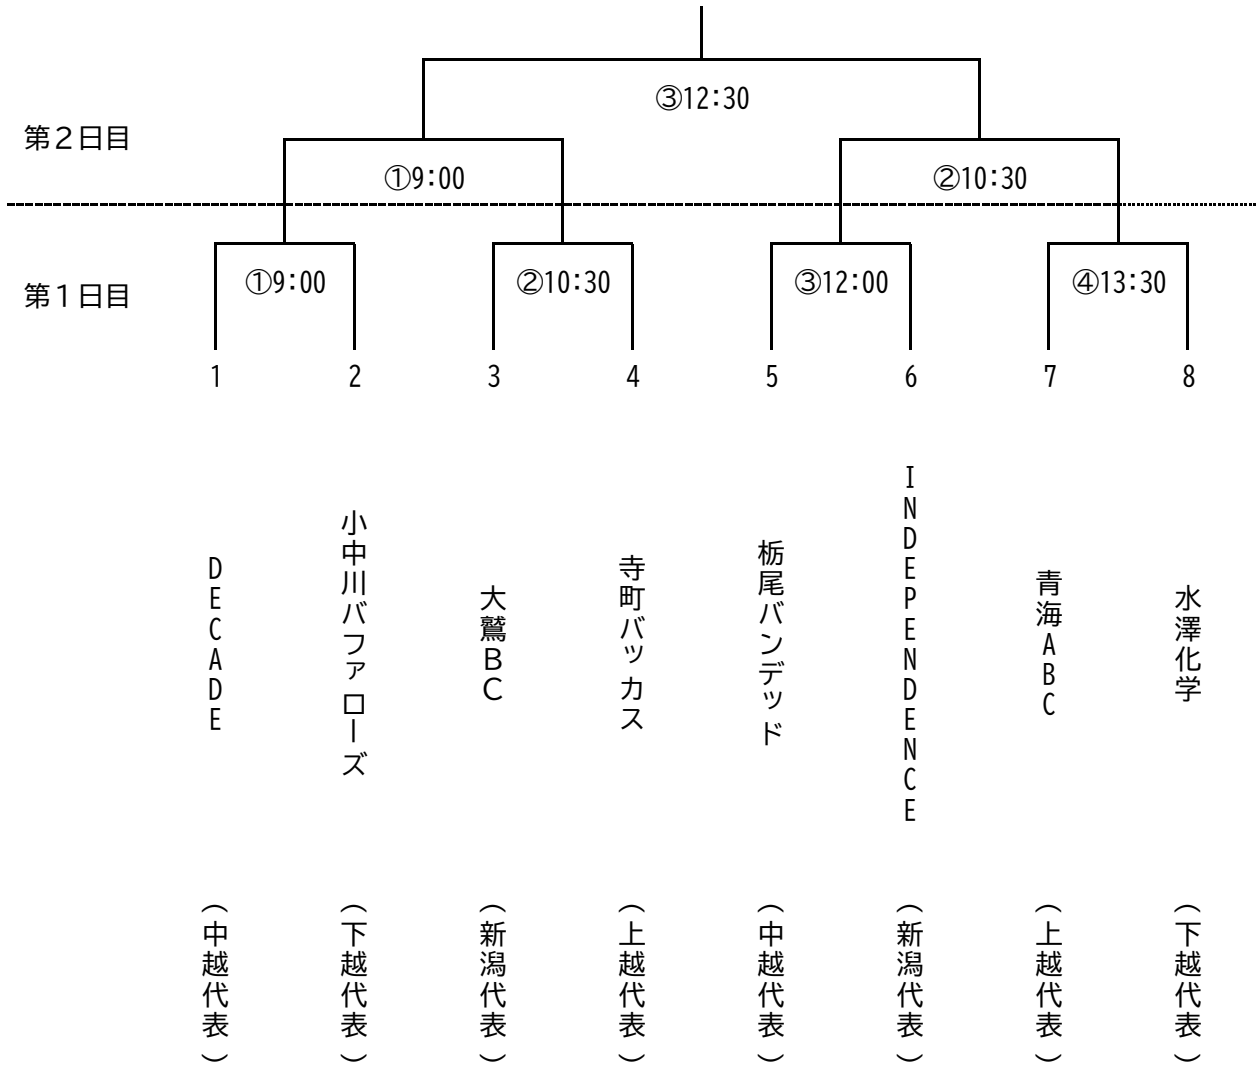 ③12:30
第２日目
①9:00
②10:30
第１日目
①9:00
②10:30
③12:00
④13:30
1
2
3
4
5
6
7
8
DECADE
小中川バファローズ
大鷲ＢＣ
寺町バッカス
栃尾バンデッド
INDEPENDENCE
青海ABC
水澤化学
（中越代表）
（下越代表）
（新潟代表）
（上越代表）
（中越代表）
（新潟代表）
（上越代表）
（下越代表）